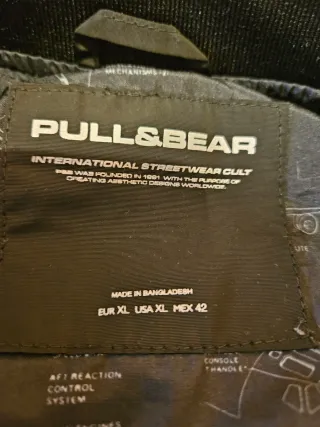 MECHANISMS
PULL&BEAR
INTERNATIONAL STREETWEAR CULT
P&B WAS FOUNDED IN 1991 WITH THE PURPOSE OF
CREATING AESTHETIC DESIGNS WORLDWIDE.
MADE IN BANGLADESH
EUR XL USA XL MEX 42
CONSOLE
HANDLE
AFT REACTION
CONTROL
SYSTEM